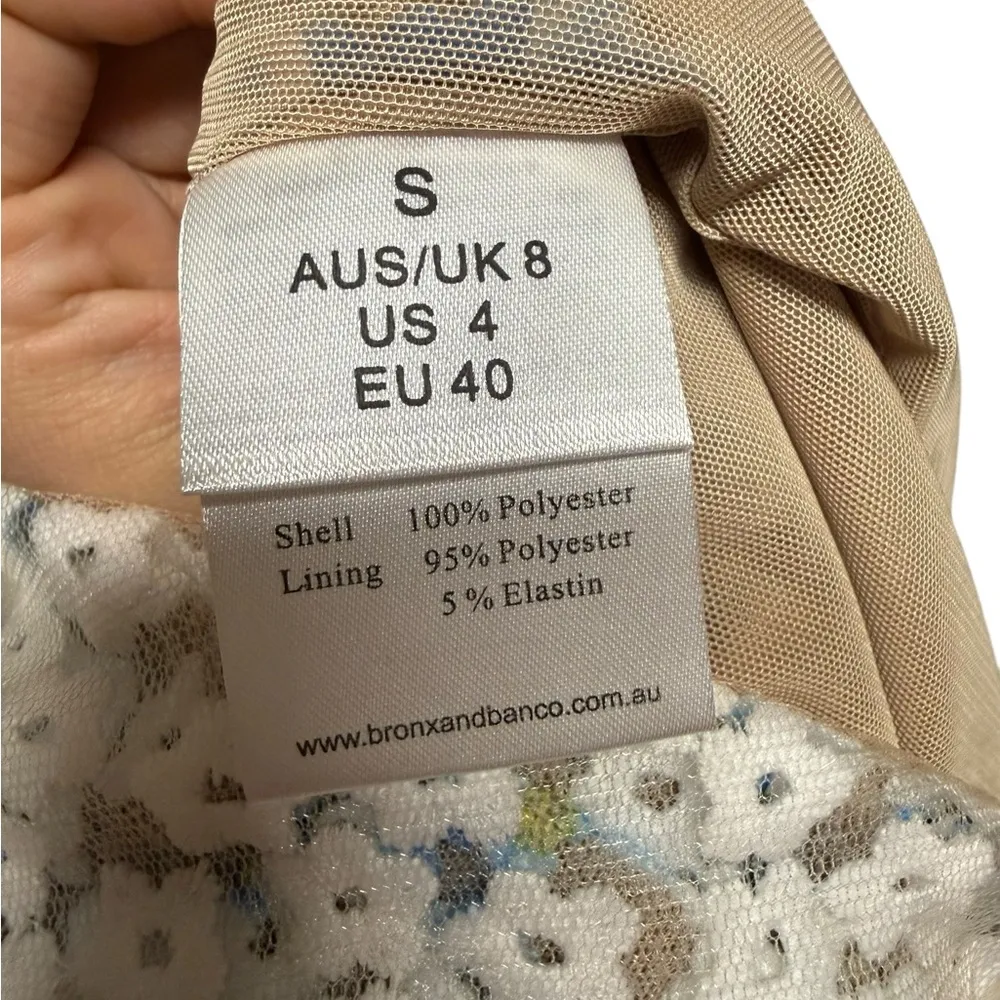 S
AUS/UK 8
US 4
EU 40
Shell 100% Polyester
Lining 95% Polyester
5 % Elastin
www.bronxandbanco.com.au